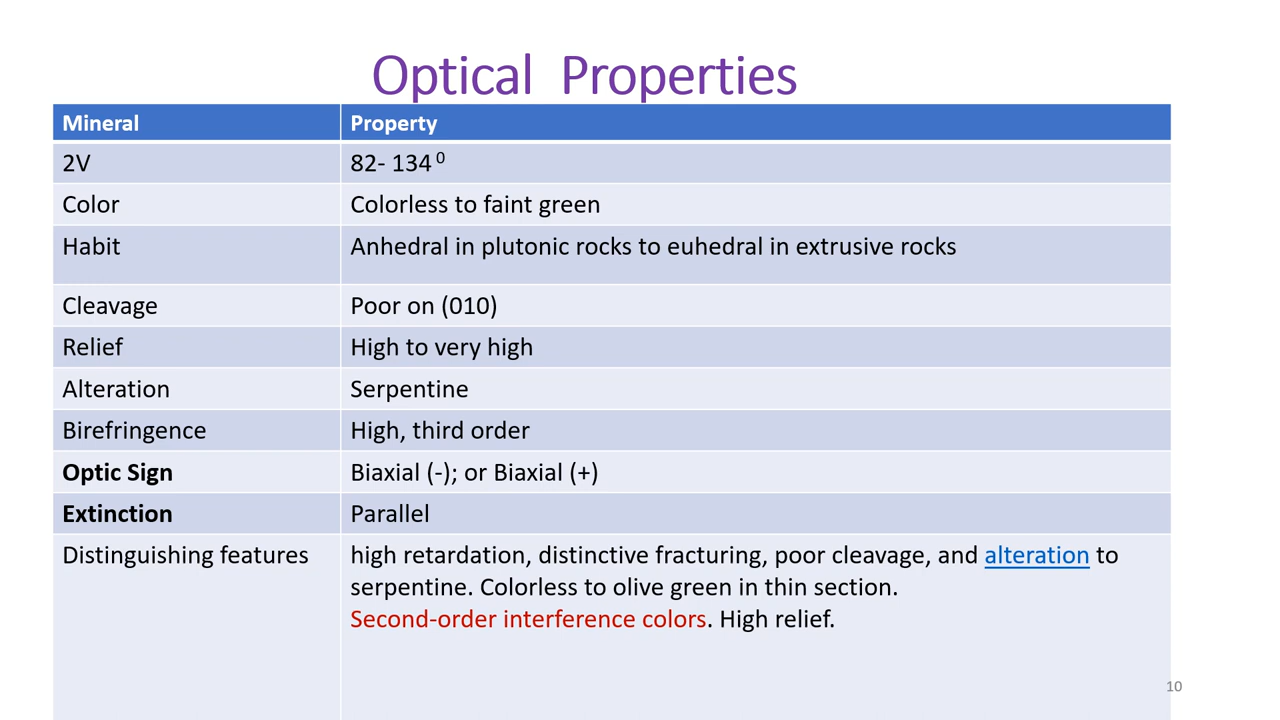 Optical Properties
Mineral Property
2V 82- 134⁰
Color Colorless to faint green
Habit Anhedral in plutonic rocks to euhedral in extrusive rocks
Cleavage Poor on (010)
Relief High to very high
Alteration Serpentine
Birefringence High, third order
Optic Sign Biaxial (-); or Biaxial (+)
Extinction Parallel
Distinguishing features high retardation, distinctive fracturing, poor cleavage, and alteration to
serpentine. Colorless to olive green in thin section.
Second-order interference colors. High relief.
10